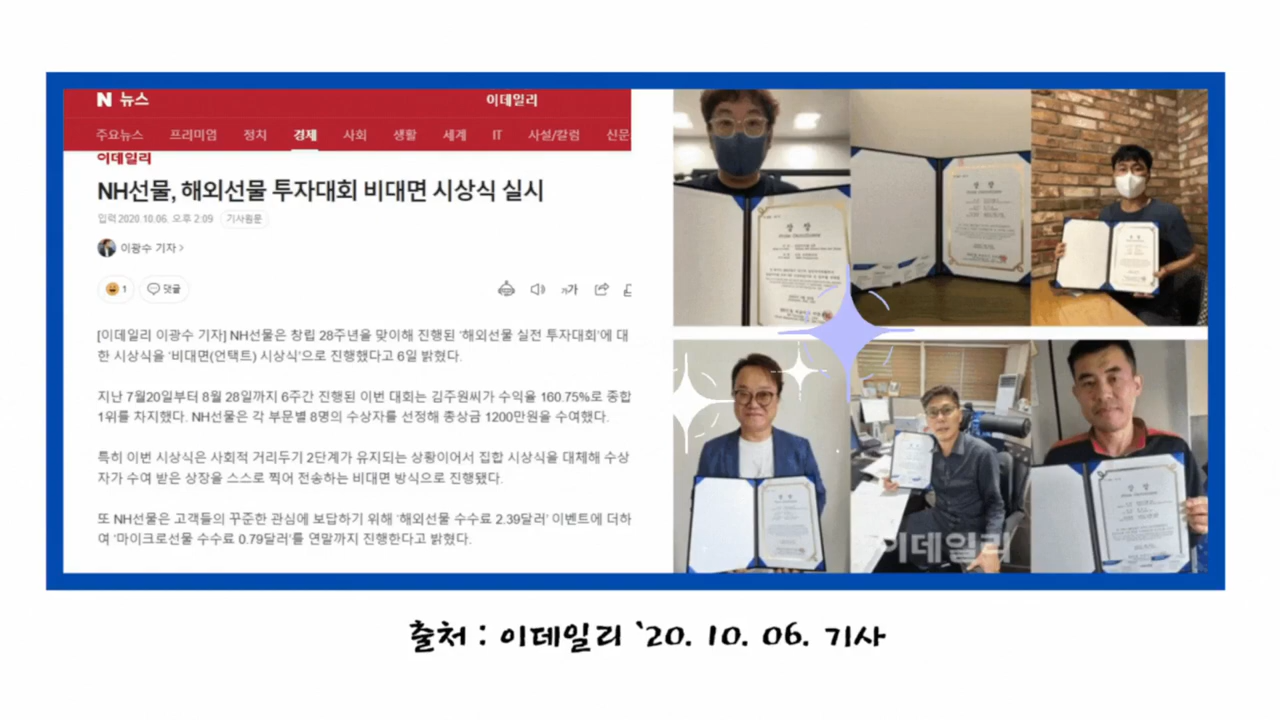 N 뉴스 이데일리
주요뉴스 프리미엄 정치 경제 사회 생활 세계 IT 사설/칼럼 신문
이데일리
NH선물, 해외선물 투자대회 비대면 시상식 실시
입력 2020.10.06. 오후 2:09 기사원문
이광수 기자
1 댓글
가가
[이데일리 이광수 기자] NH선물은 창립 28주년을 맞이해 진행된 '해외선물 실전 투자대회'에 대
한 시상식을 '비대면(언택트) 시상식'으로 진행했다고 6일 밝혔다.
지난 7월20일부터 8월 28일까지 6주간 진행된 이번 대회는 김주원씨가 수익율 160.75%로 종합
1위를 차지했다. NH선물은 각 부문별 8명의 수상자를 선정해 총상금 1200만원을 수여했다.
특히 이번 시상식은 사회적 거리두기 2단계가 유지되는 상황이어서 집합 시상식을 대체해 수상
자가 수여 받은 상장을 스스로 찍어 전송하는 비대면 방식으로 진행됐다.
또 NH선물은 고객들의 꾸준한 관심에 보답하기 위해 '해외선물 수수료 2.39달러' 이벤트에 더하
여 '마이크로선물 수수료 0.79달러'를 연말까지 진행한다고 밝혔다.
상 장
상 장
상 장
상 장
이데일리
출처 : 이데일리 '20. 10. 06. 기사